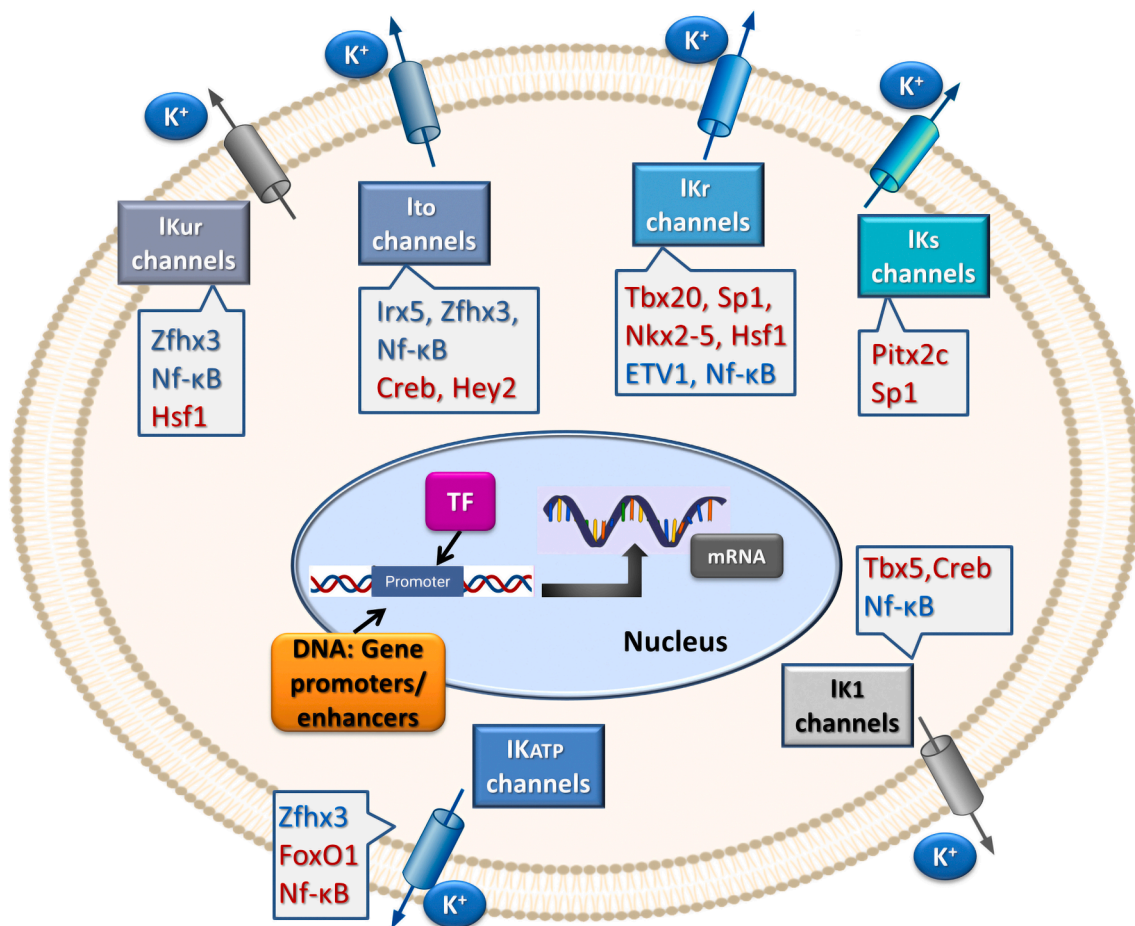 K⁺
K⁺
K⁺
K⁺
IKur
channels
Zfhx3
Nf-κB
Hsf1
Ito
channels
Irx5, Zfhx3,
Nf-κB
Creb, Hey2
IKr
channels
Tbx20, Sp1,
Nkx2-5, Hsf1
ETV1, Nf-κB
IKs
channels
Pitx2c
Sp1
TF
Promoter
mRNA
DNA: Gene
promoters/
enhancers
Nucleus
Tbx5,Creb
Nf-κB
IK1
channels
K⁺
IKATP
channels
Zfhx3
FoxO1
Nf-κB
K⁺